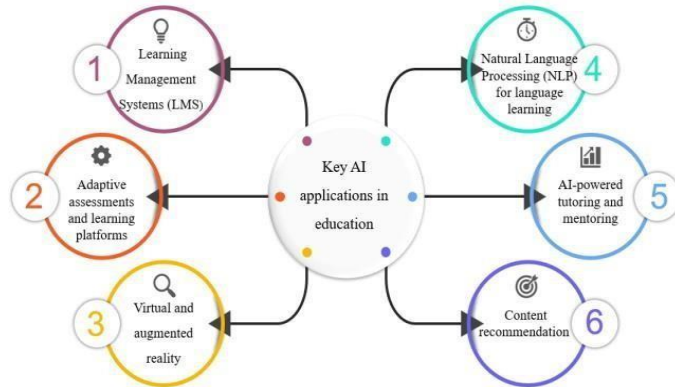 1
Learning
Management
Systems (LMS)
2
Adaptive
assessments
and learning
platforms
3
Virtual and
augmented
reality
Key AI
applications in
education
Natural Language
Processing (NLP)
for language
learning
4
AI-powered
tutoring and
mentoring
5
Content
recommendation
6